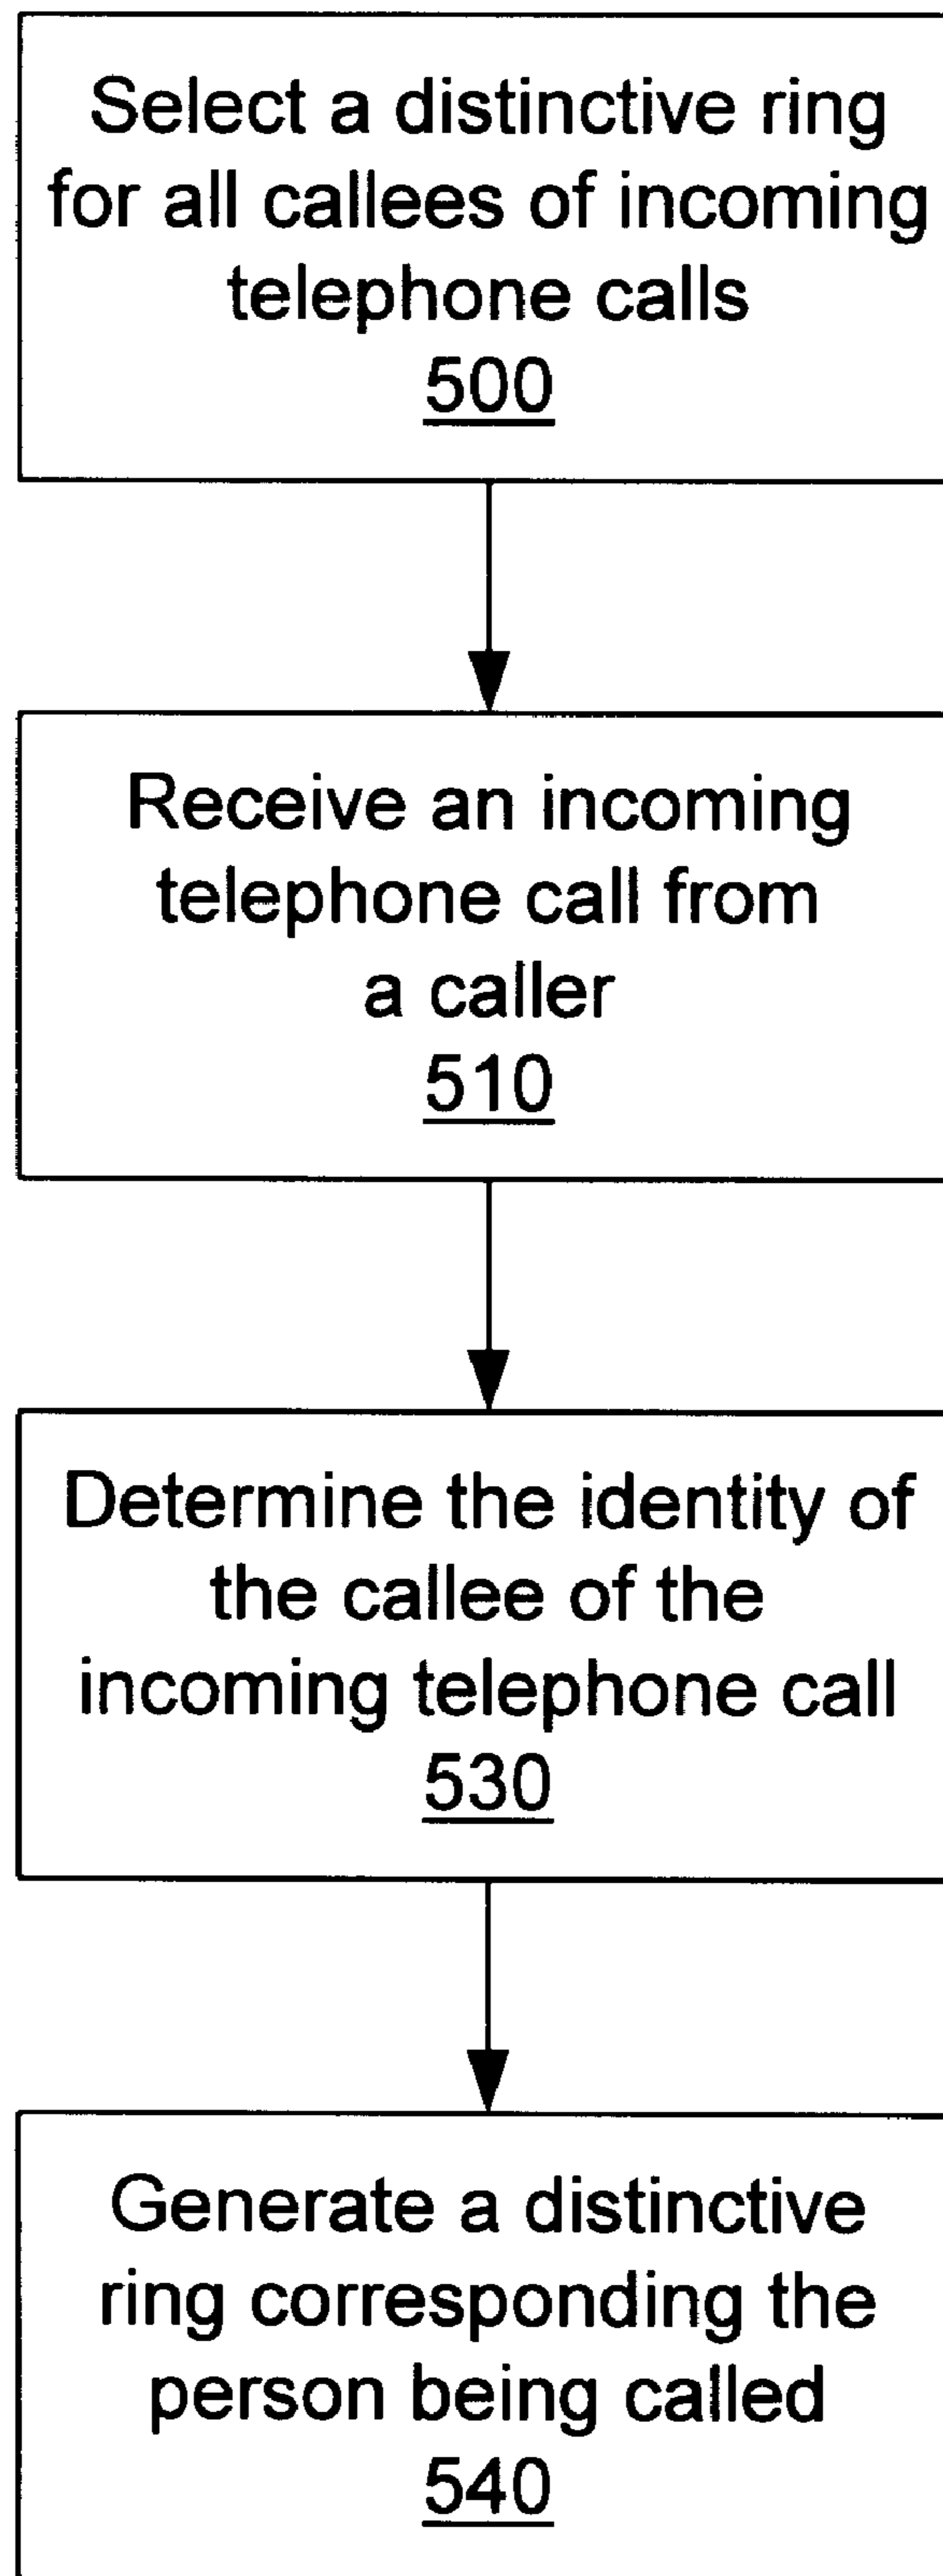 Select a distinctive ring
for all callees of incoming
telephone calls
500
Receive an incoming
telephone call from
a caller
510
Determine the identity of
the callee of the
incoming telephone call
530
Generate a distinctive
ring corresponding the
person being called
540